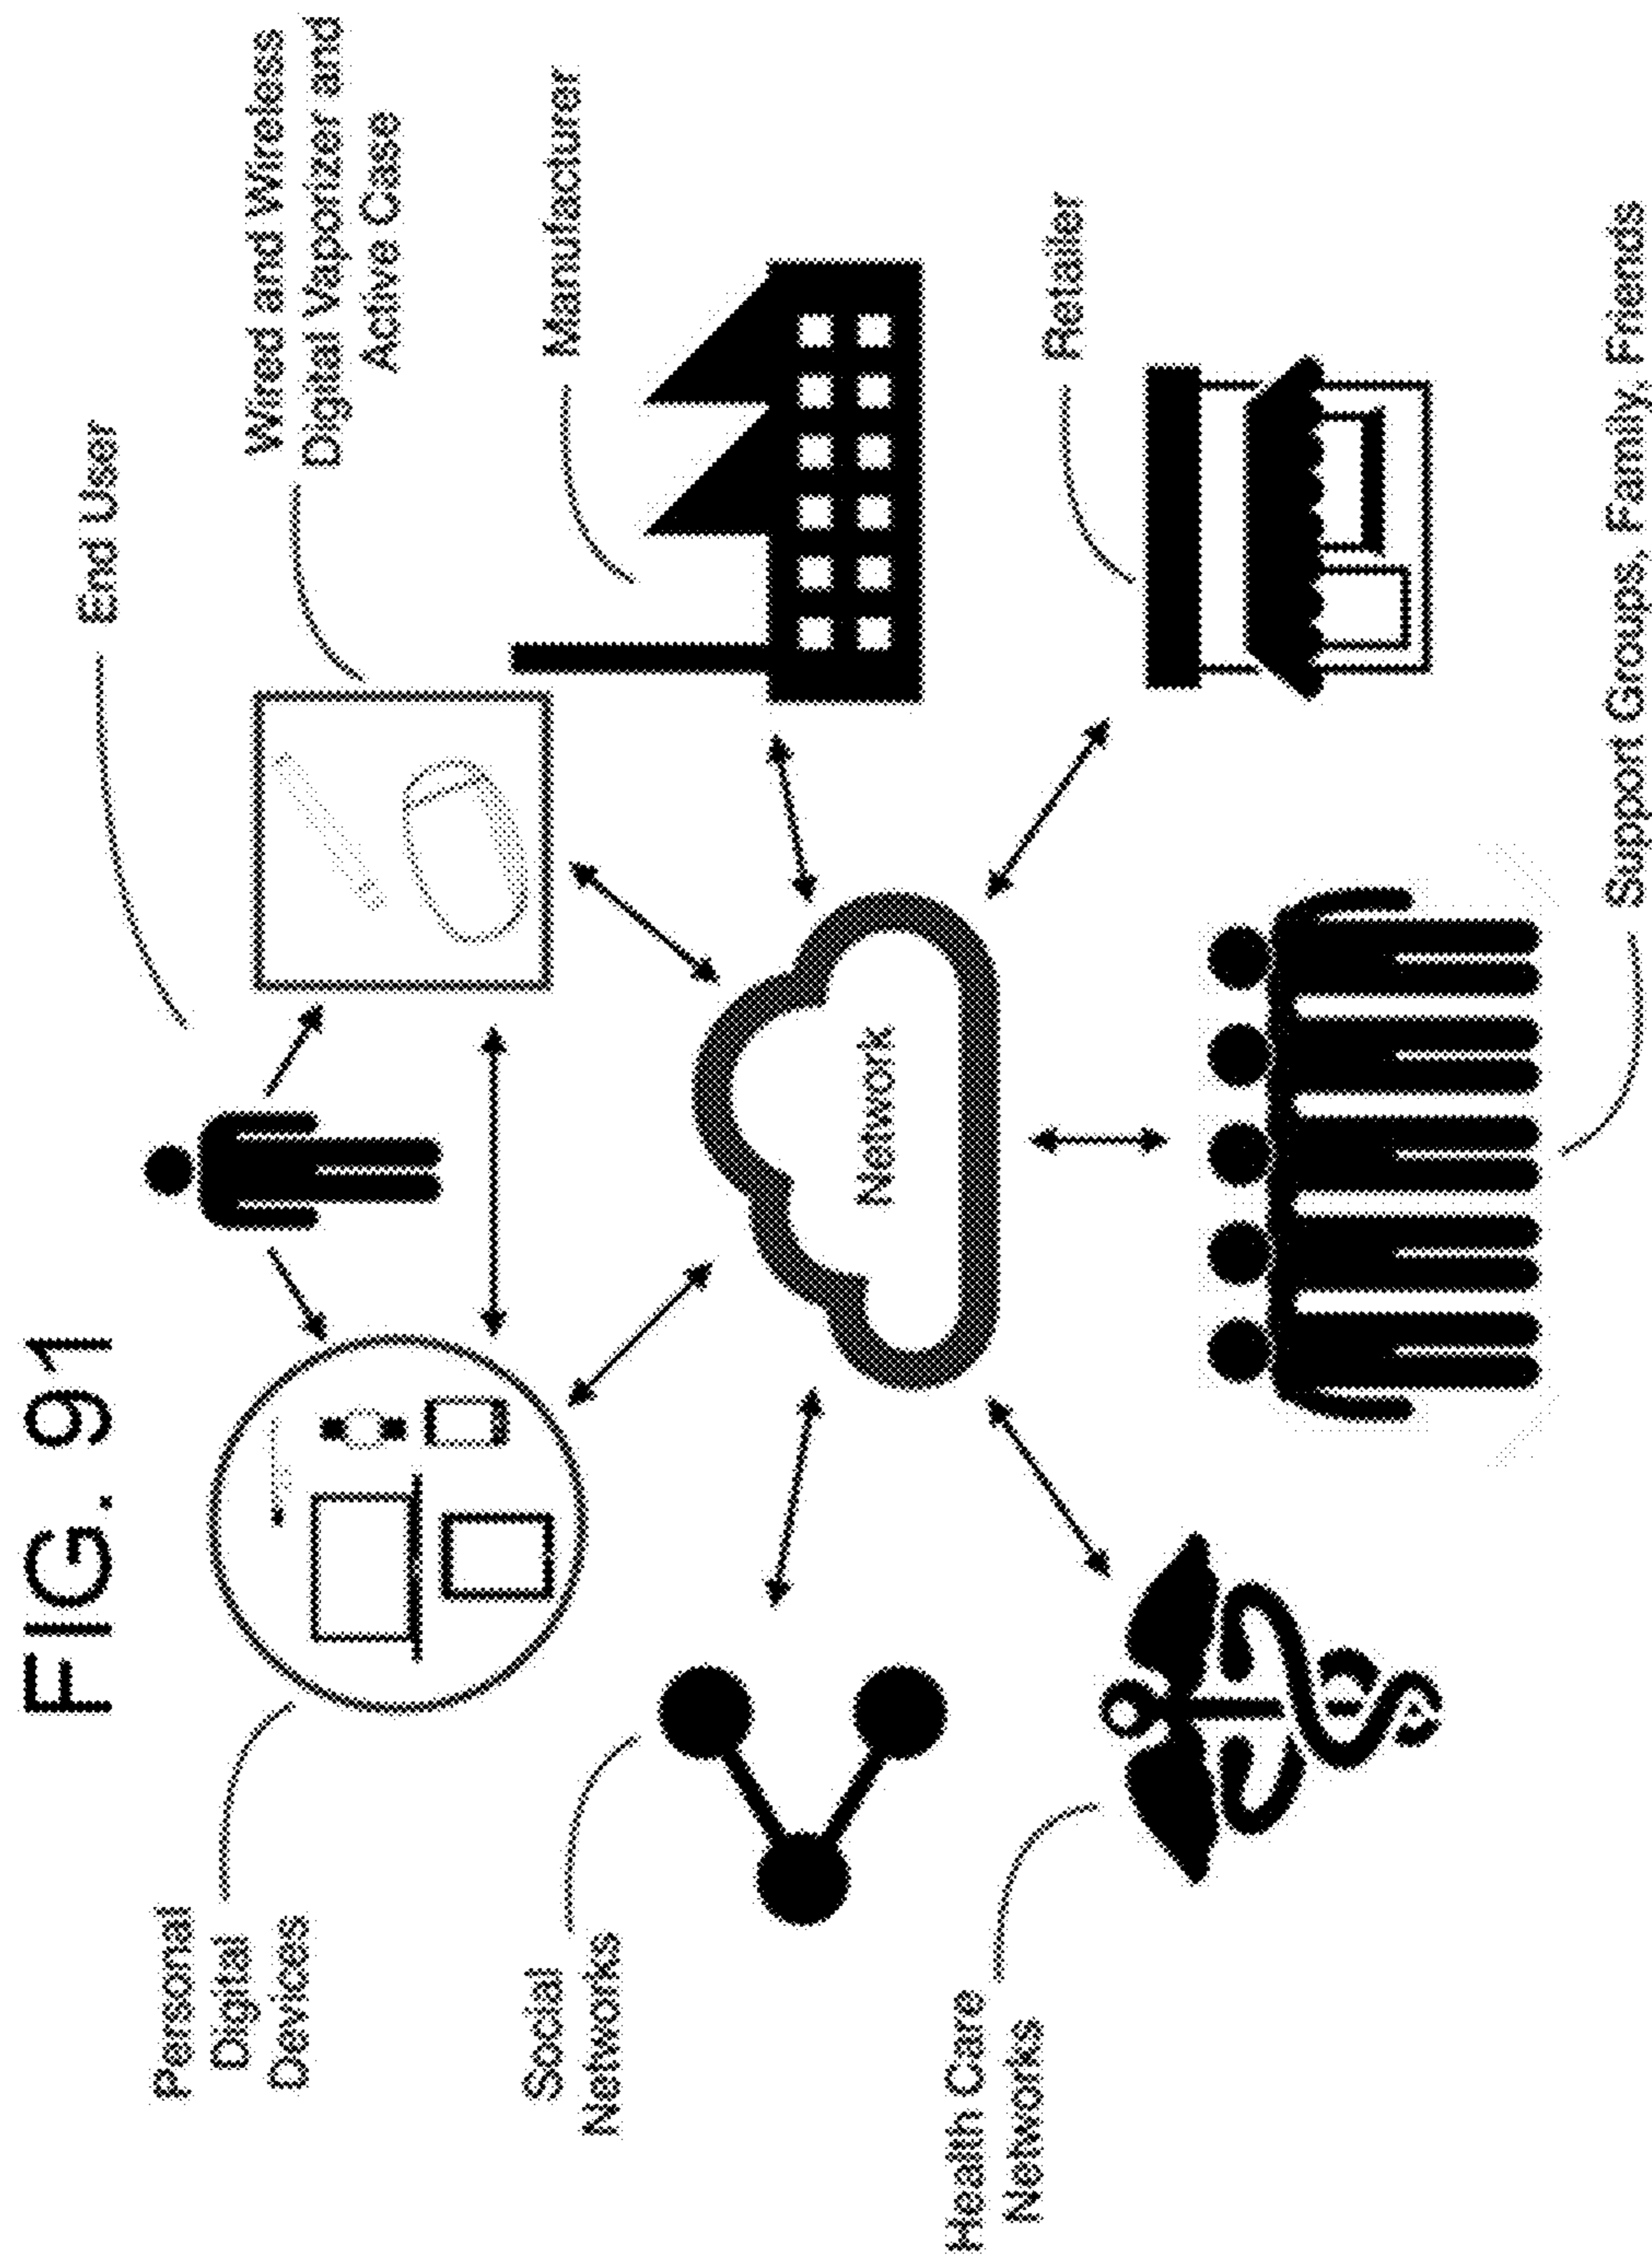 FIG. 91
End User
Personal
Digital
Devices
Wired and Wireless
Digital Vaporizer and
Active Case
Social
Networks
Manufacturer
Network
Health Care
Networks
Retailer
Support Groups, Family, Friends